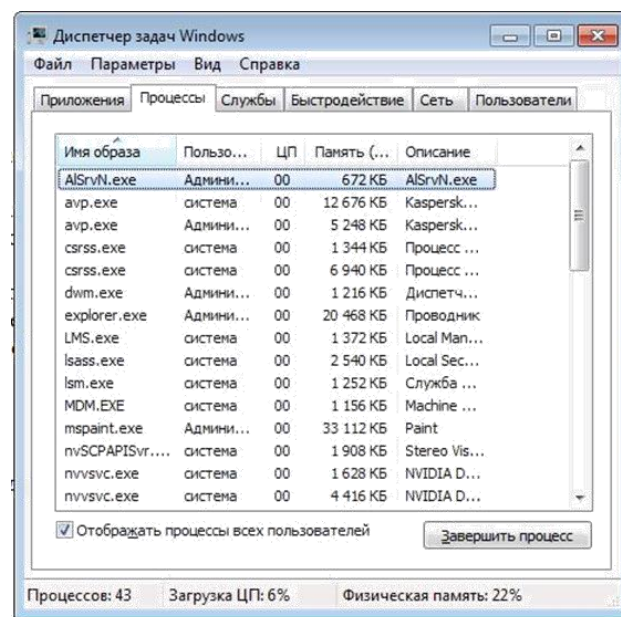 Диспетчер задач Windows
Файл Параметры Вид Справка
Приложения Процессы Службы Быстродействие Сеть Пользователи
Имя образа Пользо... ЦП Память (... Описание
AlSrvN.exe Админи... 00 672 КБ AlSrvN.exe
avp.exe система 00 12 676 КБ Kaspersk...
avp.exe Админи... 00 5 248 КБ Kaspersk...
csrss.exe система 00 1 344 КБ Процесс ...
csrss.exe система 00 6 940 КБ Процесс ...
dwm.exe Админи... 00 1 216 КБ Диспетч...
explorer.exe Админи... 00 20 468 КБ Проводник
LMS.exe система 00 1 372 КБ Local Man...
lsass.exe система 00 2 540 КБ Local Sec...
lsm.exe система 00 1 252 КБ Служба ...
MDM.EXE система 00 1 156 КБ Machine ...
mspaint.exe Админи... 00 33 112 КБ Paint
nvSCPAPISvr.... система 00 1 908 КБ Stereo Vis...
nvvsvc.exe система 00 1 628 КБ NVIDIA D...
nvvsvc.exe система 00 4 416 КБ NVIDIA D...
Отображать процессы всех пользователей
Завершить процесс
Процессов: 43 Загрузка ЦП: 6% Физическая память: 22%